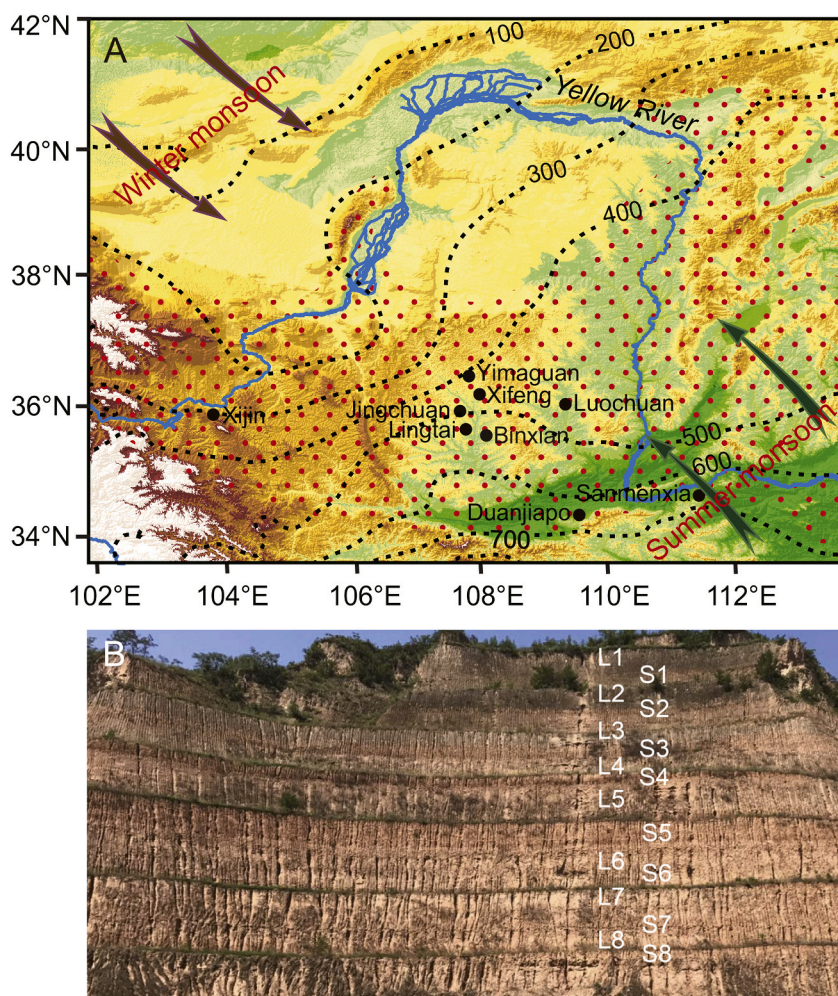 A
42°N
40°N
38°N
36°N
34°N
102°E
104°E
106°E
108°E
110°E
112°E
100
200
300
400
500
600
700
Winter monsoon
Yellow River
Summer monsoon
Yimaguan
Xifeng
Jingchuan
Luochuan
Xijin
Lingtai
Binxian
Sanmenxia
Duanjiapo
B
L1
S1
L2
S2
L3
S3
L4
S4
L5
S5
L6
S6
L7
S7
L8
S8